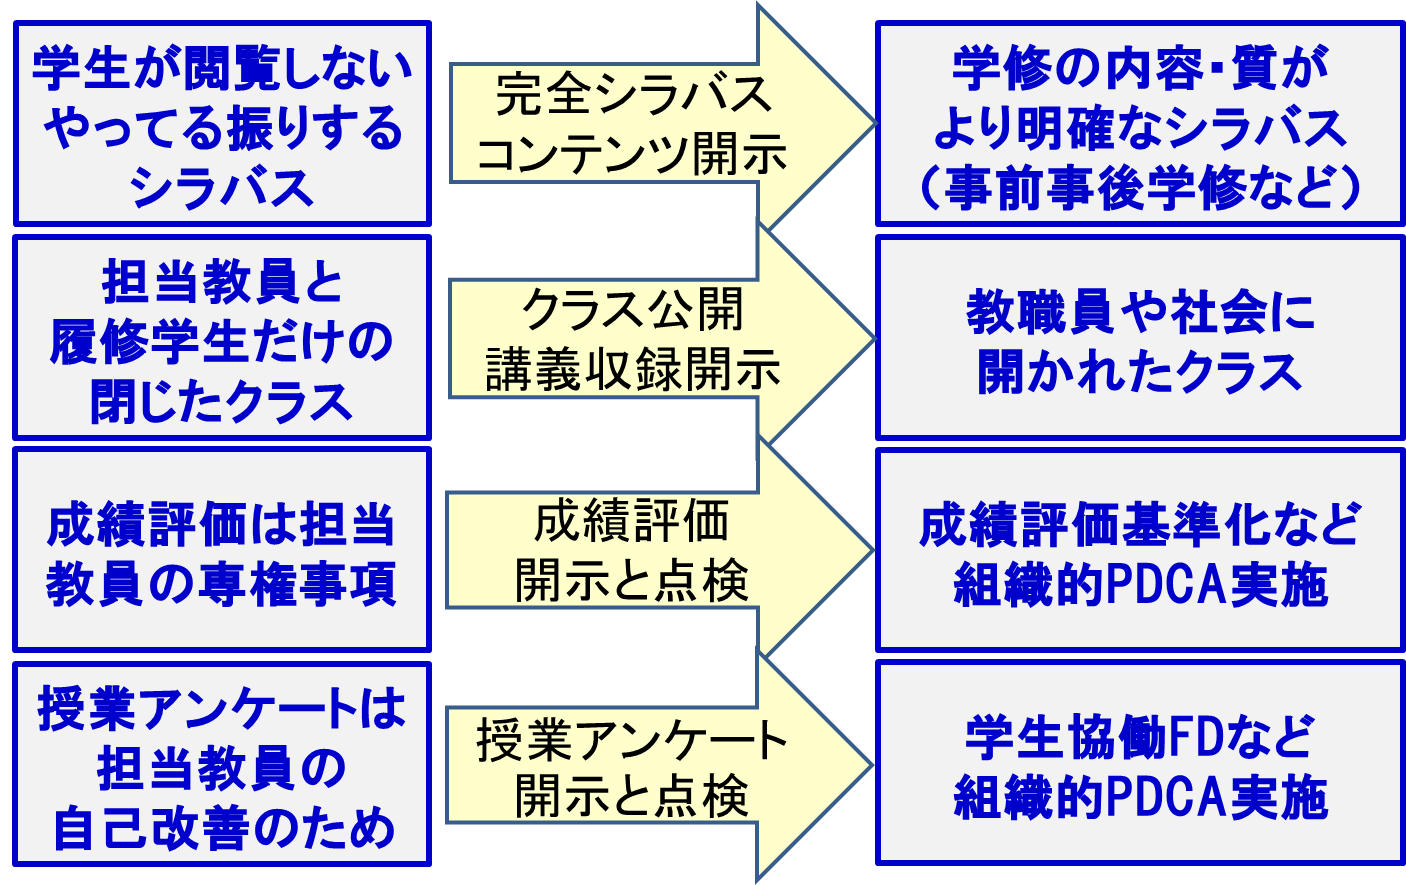 学生が閲覧しない
やってる振りする
シラバス
完全シラバス
コンテンツ開示
学修の内容・質が
より明確なシラバス
（事前事後学修など）
担当教員と
履修学生だけの
閉じたクラス
クラス公開
講義収録開示
教職員や社会に
開かれたクラス
成績評価は担当
教員の専権事項
成績評価
開示と点検
成績評価基準化など
組織的PDCA実施
授業アンケートは
担当教員の
自己改善のため
授業アンケート
開示と点検
学生協働FDなど
組織的PDCA実施